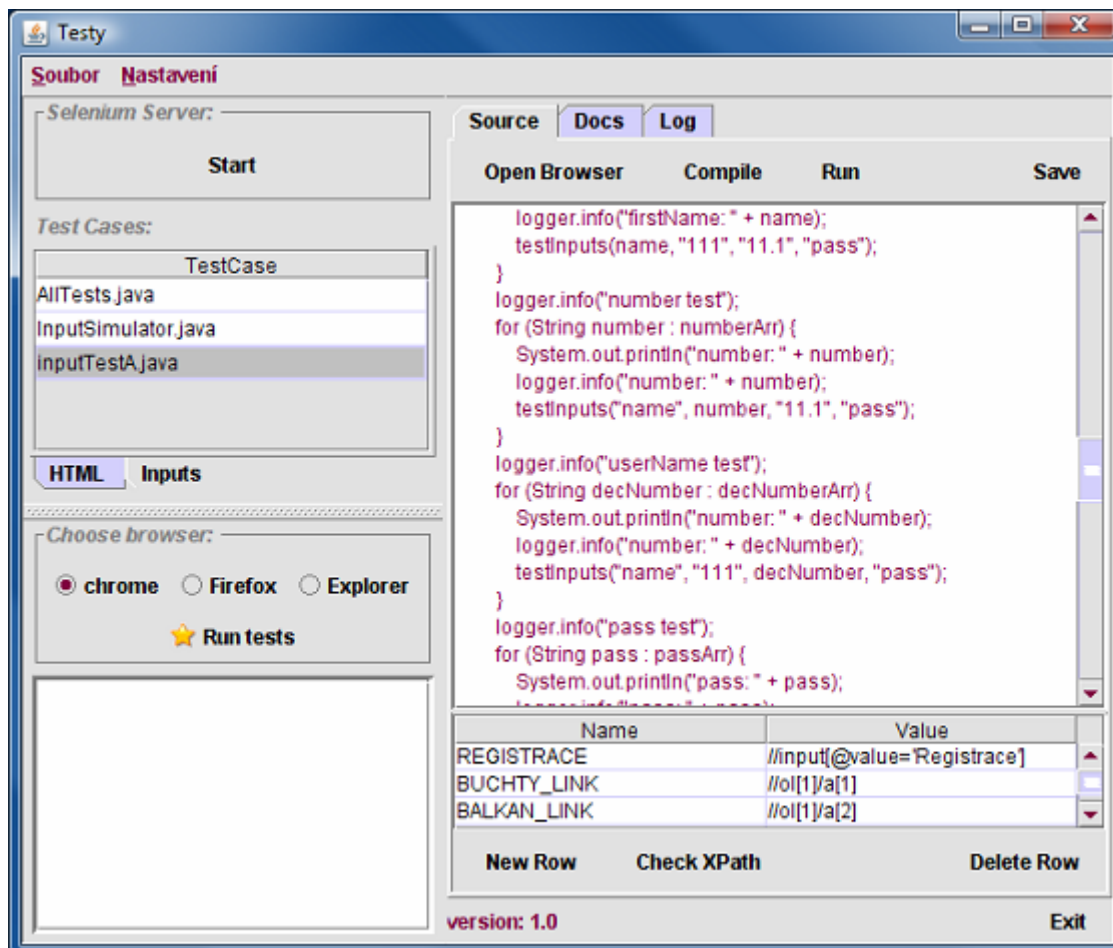 Testy
Soubor Nastavení
Selenium Server:
Start
Test Cases:
TestCase
AllTests.java
InputSimulator.java
inputTestA.java
HTML Inputs
Choose browser:
chrome Firefox Explorer
Run tests
Source Docs Log
Open Browser Compile Run Save
logger.info("firstName: " + name);
testInputs(name, "111", "11.1", "pass");
}
logger.info("number test");
for (String number : numberArr) {
System.out.println("number: " + number);
logger.info("number: " + number);
testInputs("name", number, "11.1", "pass");
}
logger.info("userName test");
for (String decNumber : decNumberArr) {
System.out.println("number: " + decNumber);
logger.info("number: " + decNumber);
testInputs("name", "111", decNumber, "pass");
}
logger.info("pass test");
for (String pass : passArr) {
System.out.println("pass: " + pass);
logger.info("pass: " + pass);
Name Value
REGISTRACE //input[@value='Registrace']
BUCHTY_LINK //ol[1]/a[1]
BALKAN_LINK //ol[1]/a[2]
New Row Check XPath Delete Row
version: 1.0 Exit